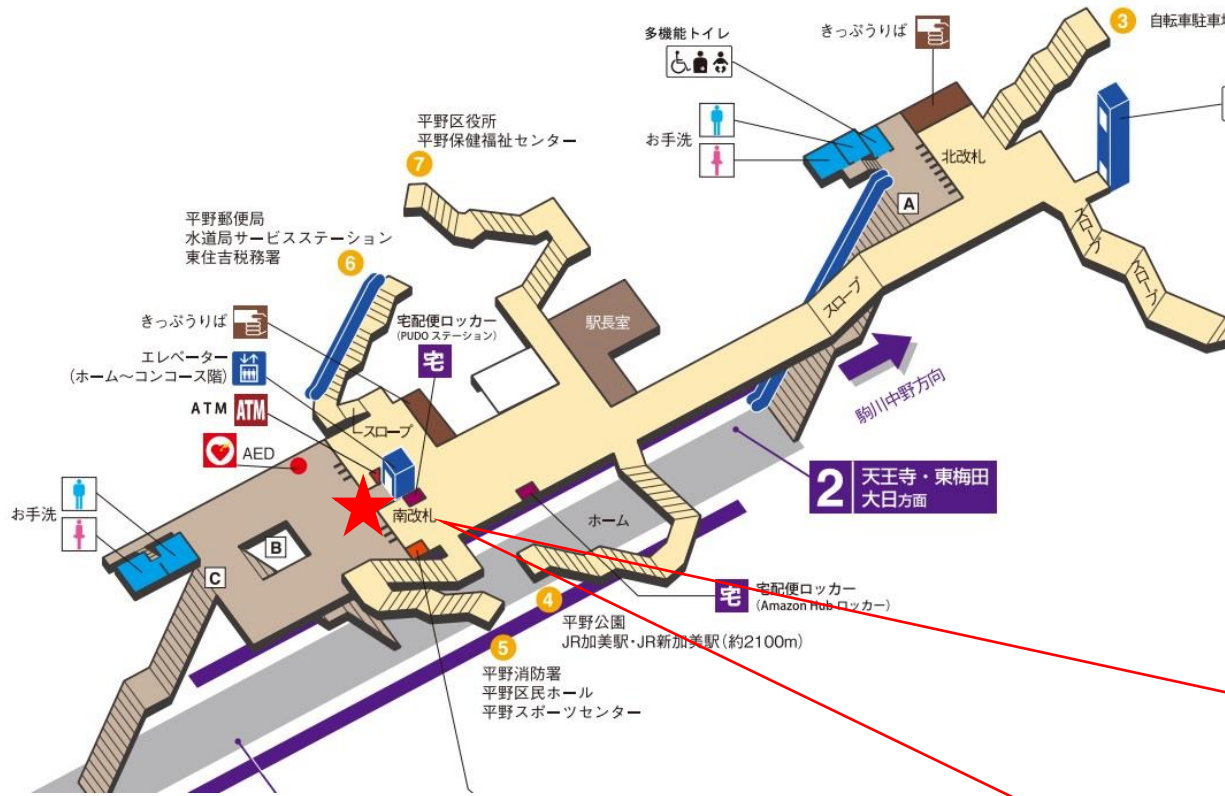 3
自転車駐車場
多機能トイレ
きっぷうりば
お手洗
北改札
A
スロープ
スロープ
スロープ
平野区役所
平野保健福祉センター
7
平野郵便局
水道局サービスステーション
東住吉税務署
6
きっぷうりば
宅配便ロッカー
(PUDO ステーション)
宅
駅長室
エレベーター
(ホーム〜コンコース階)
ATM
ATM
スロープ
AED
駒川中野方向
2
天王寺・東梅田
大日方面
お手洗
南改札
ホーム
B
C
宅
宅配便ロッカー
(Amazon Hub ロッカー)
4
平野公園
JR加美駅・JR新加美駅(約2100m)
5
平野消防署
平野区民ホール
平野スポーツセンター